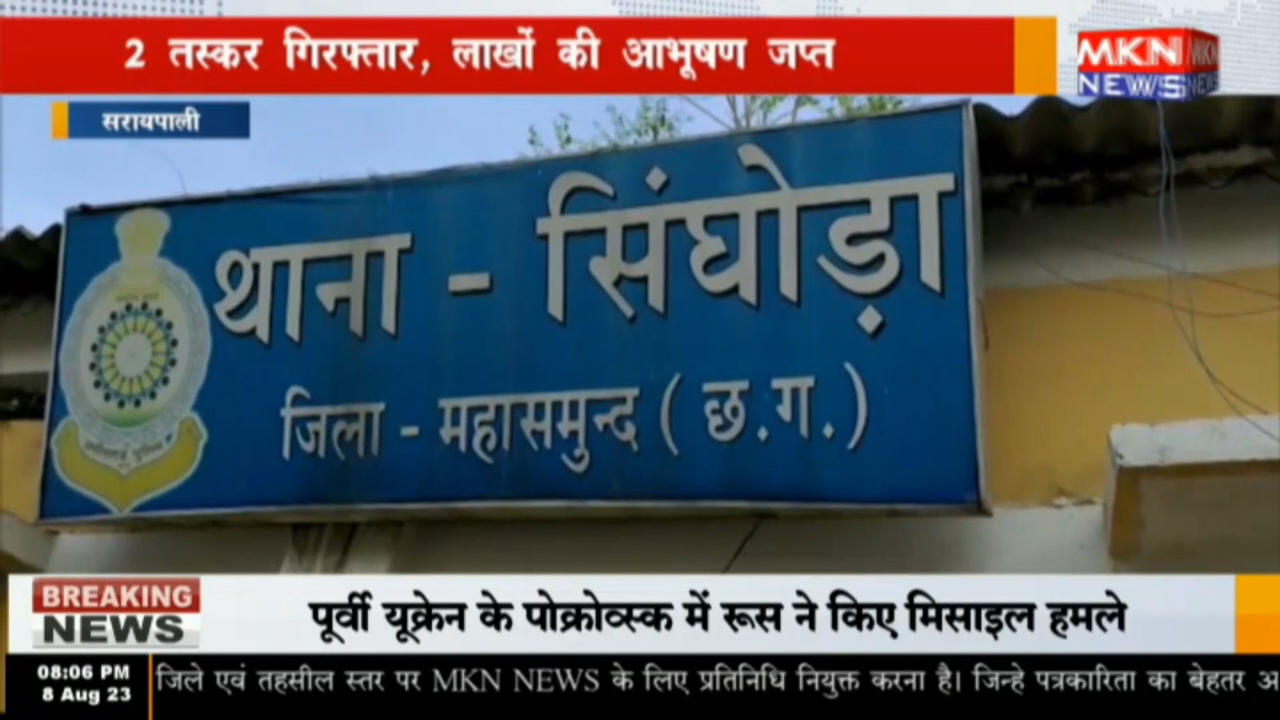 2 तस्कर गिरफ्तार, लाखों की आभूषण जप्त
MKN
NEWS
सरायपाली
थाना - सिंघोड़ा
जिला - महासमुन्द ( छ.ग. )
BREAKING
NEWS
पूर्वी यूक्रेन के पोक्रोव्स्क में रूस ने किए मिसाइल हमले
08:06 PM
8 Aug 23
जिले एवं तहसील स्तर पर MKN NEWS के लिए प्रतिनिधि नियुक्त करना है। जिन्हे पत्रकारिता का बेहतर अ